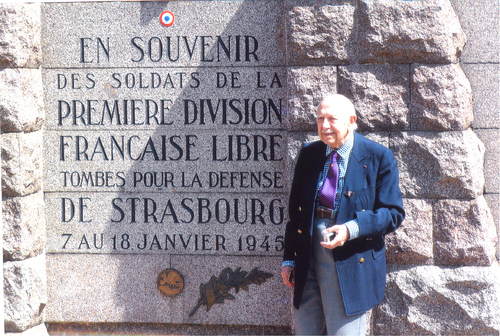 EN SOUVENIR
DES SOLDATS DE LA
PREMIERE DIVISION
FRANCAISE LIBRE
TOMBES POUR LA DEFENSE
DE STRASBOURG
7 AU 18 JANVIER 1945